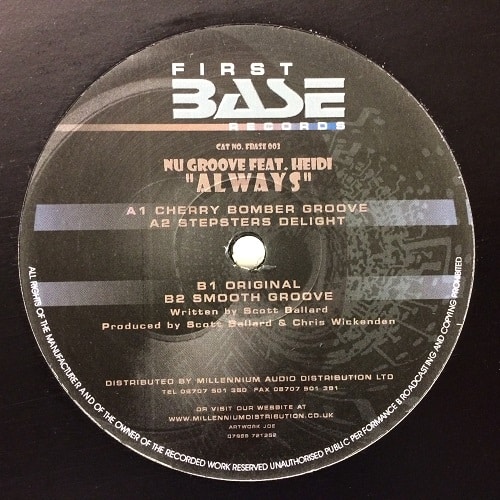 FIRST
BASE
RECORDS
CAT NO. FBASE 003
NU GROOVE FEAT. HEIDI
"ALWAYS"
A1 CHERRY BOMBER GROOVE
A2 STEPSTERS DELIGHT
B1 ORIGINAL
B2 SMOOTH GROOVE
Written by Scott Ballard
Produced by Scott Ballard & Chris Wickenden
DISTRIBUTED BY MILLENNIUM AUDIO DISTRIBUTION LTD
TEL 08707 501 380 FAX 08707 501 381
OR VISIT OUR WEBSITE AT
WWW.MILLENNIUMDISTRIBUTION.CO.UK
ARTWORK JOE
07989 721352
ALL RIGHTS OF THE MANUFACTURER AND OF THE OWNER OF THE RECORDED WORK RESERVED UNAUTHORISED PUBLIC PERFORMANCE BROADCASTING AND COPYING PROHIBITED